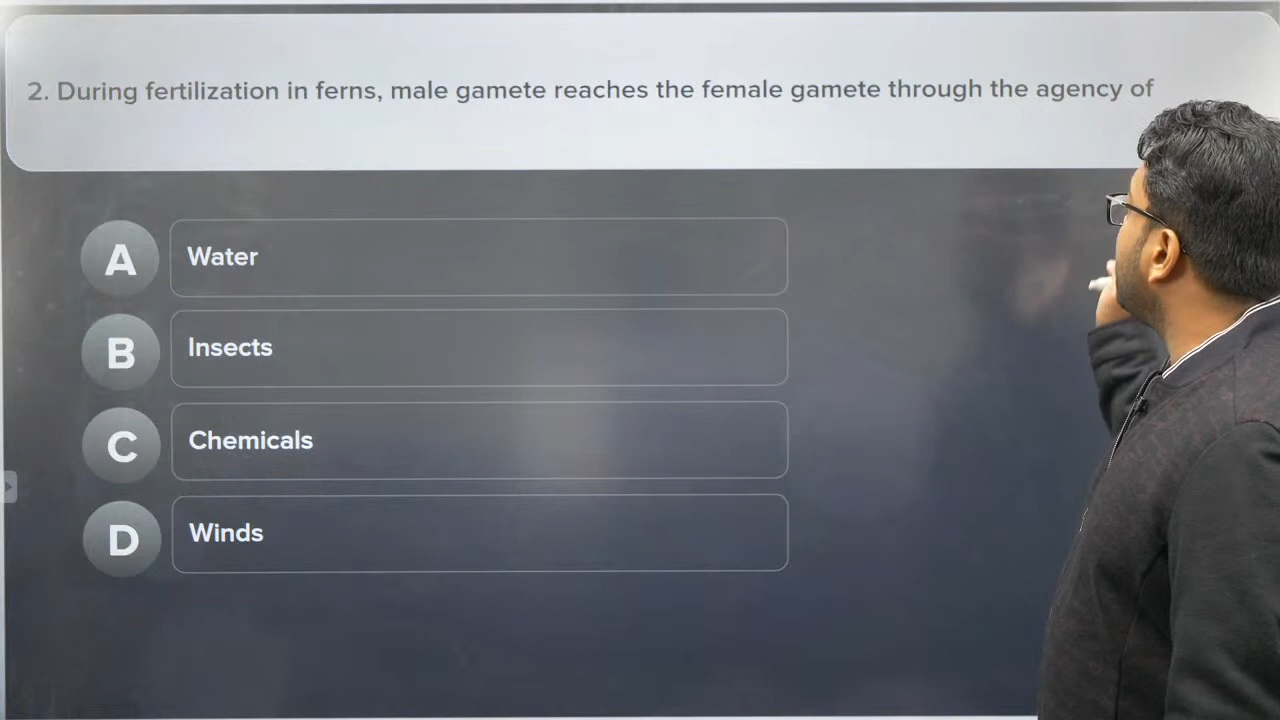 2. During fertilization in ferns, male gamete reaches the female gamete through the agency of
A Water
B Insects
C Chemicals
D Winds